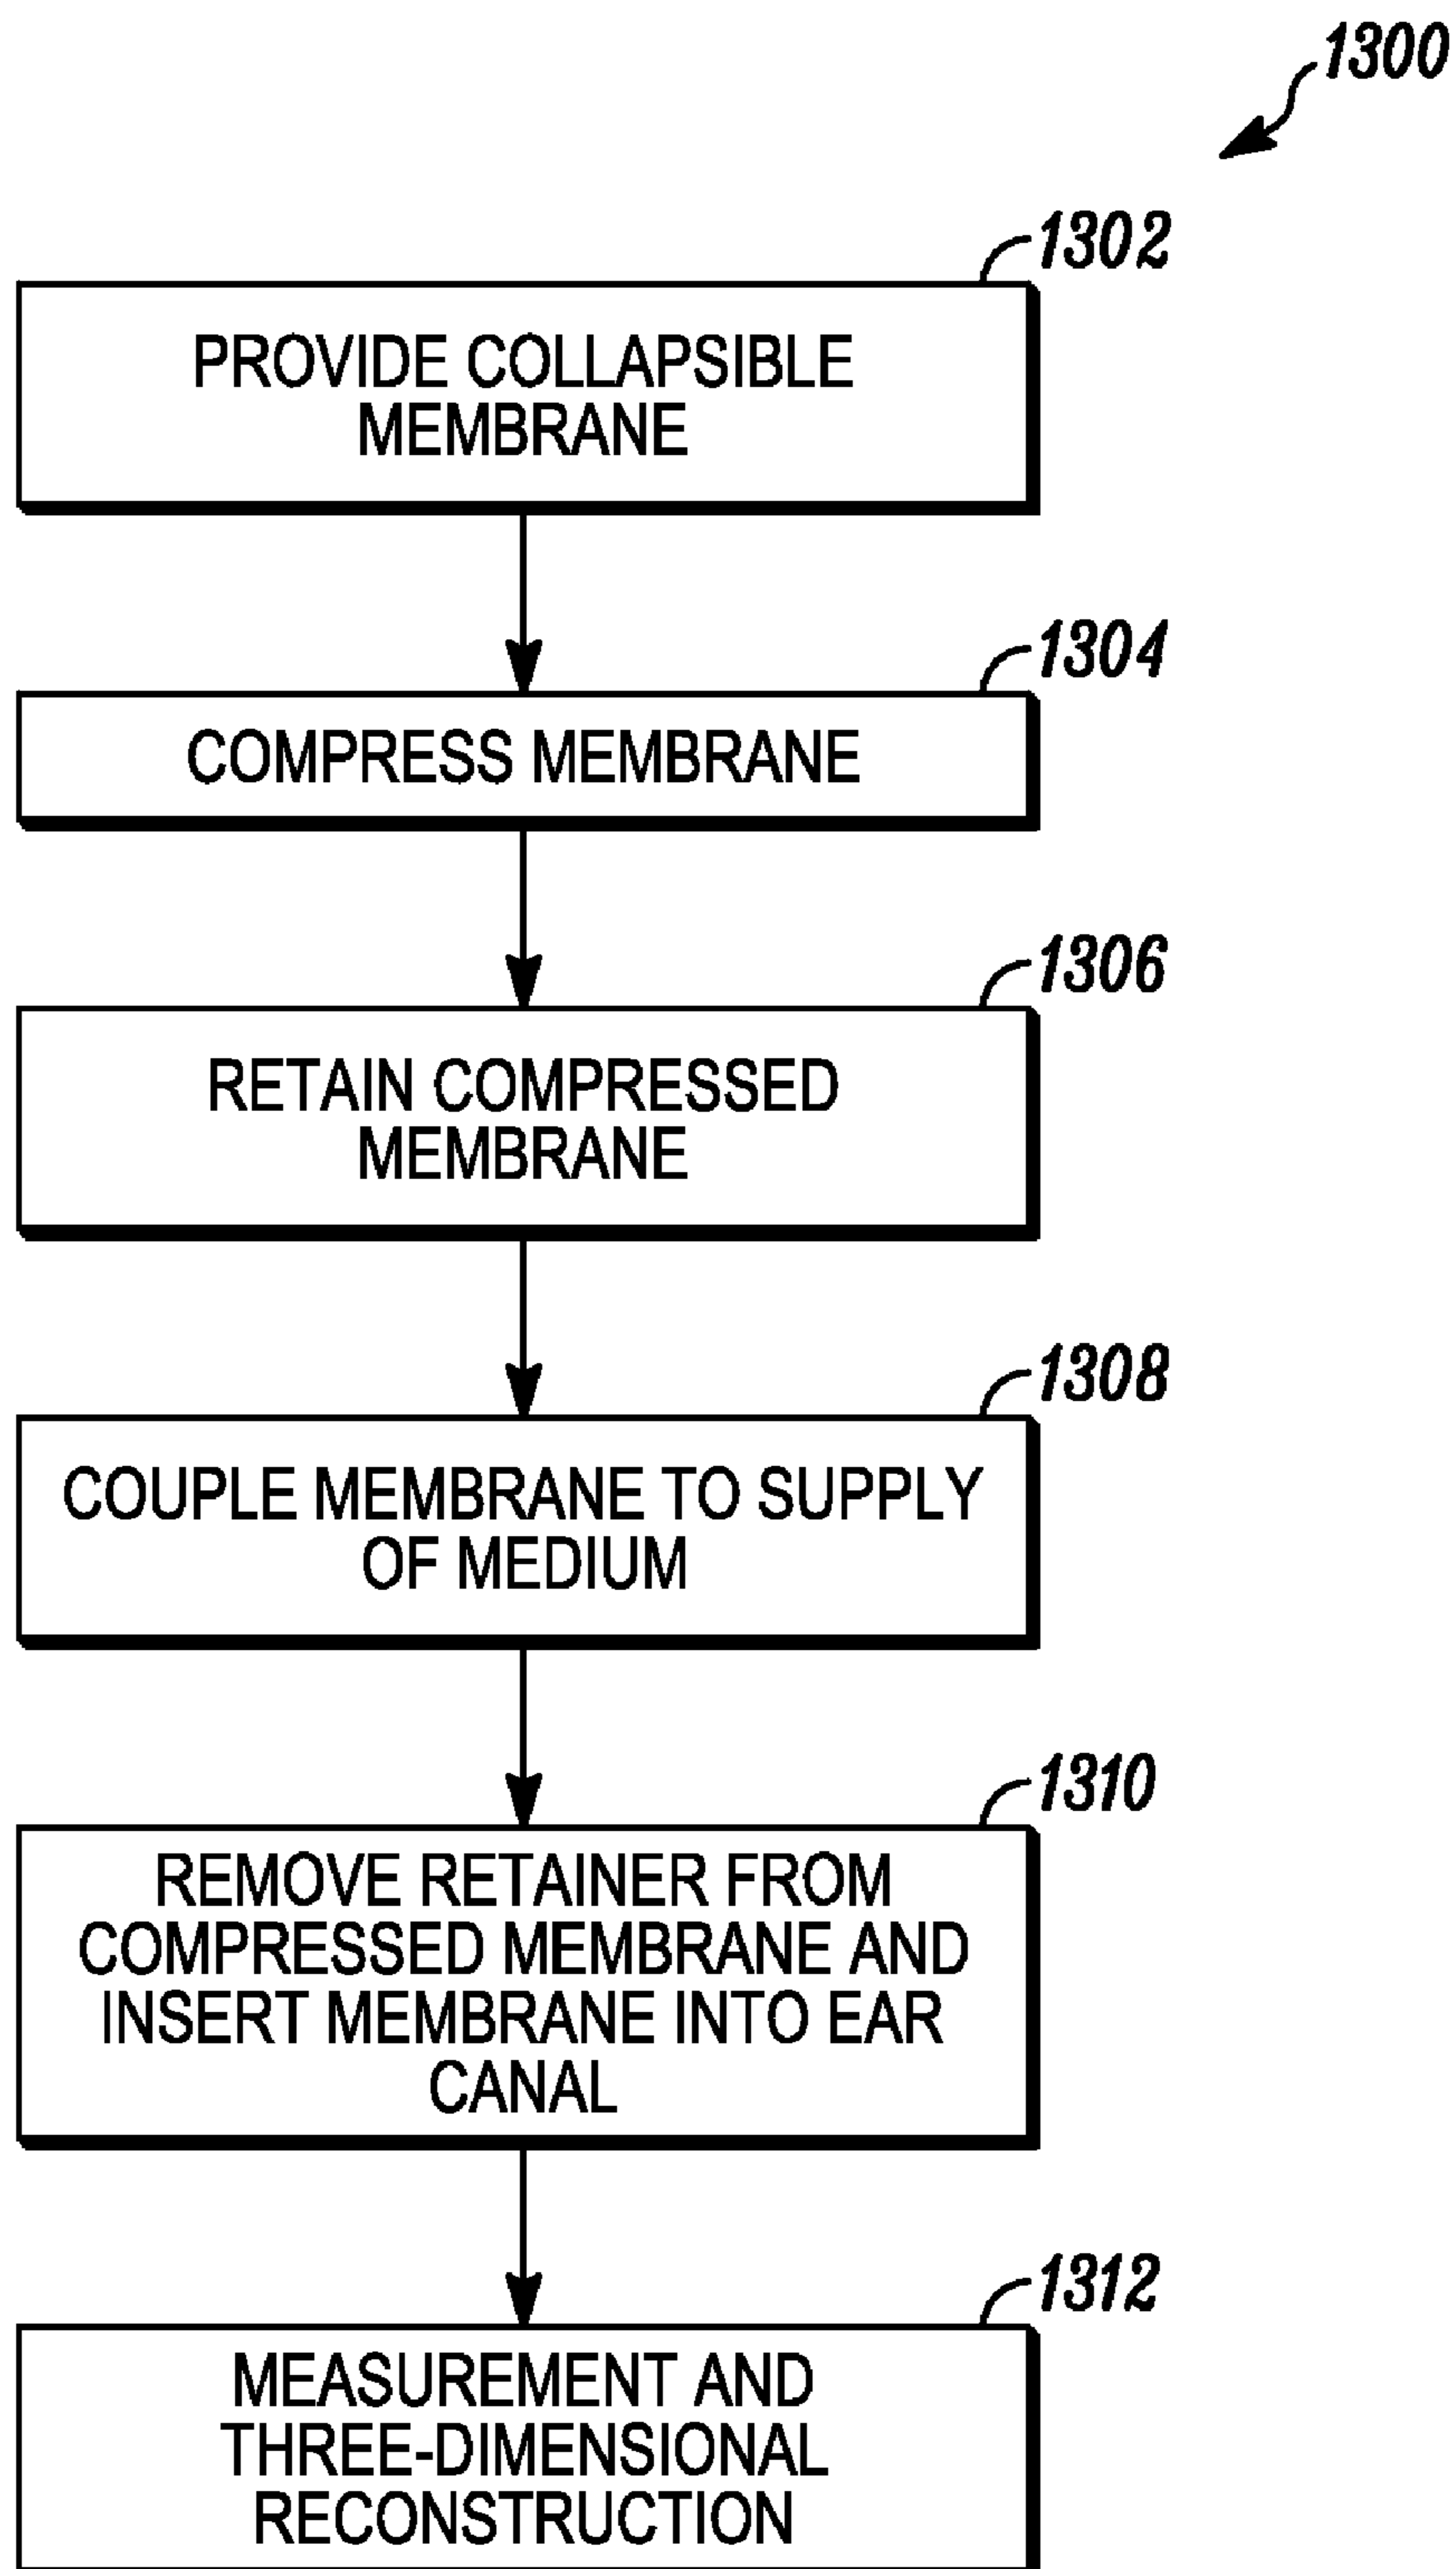 1300
1302
PROVIDE COLLAPSIBLE
MEMBRANE
1304
COMPRESS MEMBRANE
1306
RETAIN COMPRESSED
MEMBRANE
1308
COUPLE MEMBRANE TO SUPPLY
OF MEDIUM
1310
REMOVE RETAINER FROM
COMPRESSED MEMBRANE AND
INSERT MEMBRANE INTO EAR
CANAL
1312
MEASUREMENT AND
THREE-DIMENSIONAL
RECONSTRUCTION